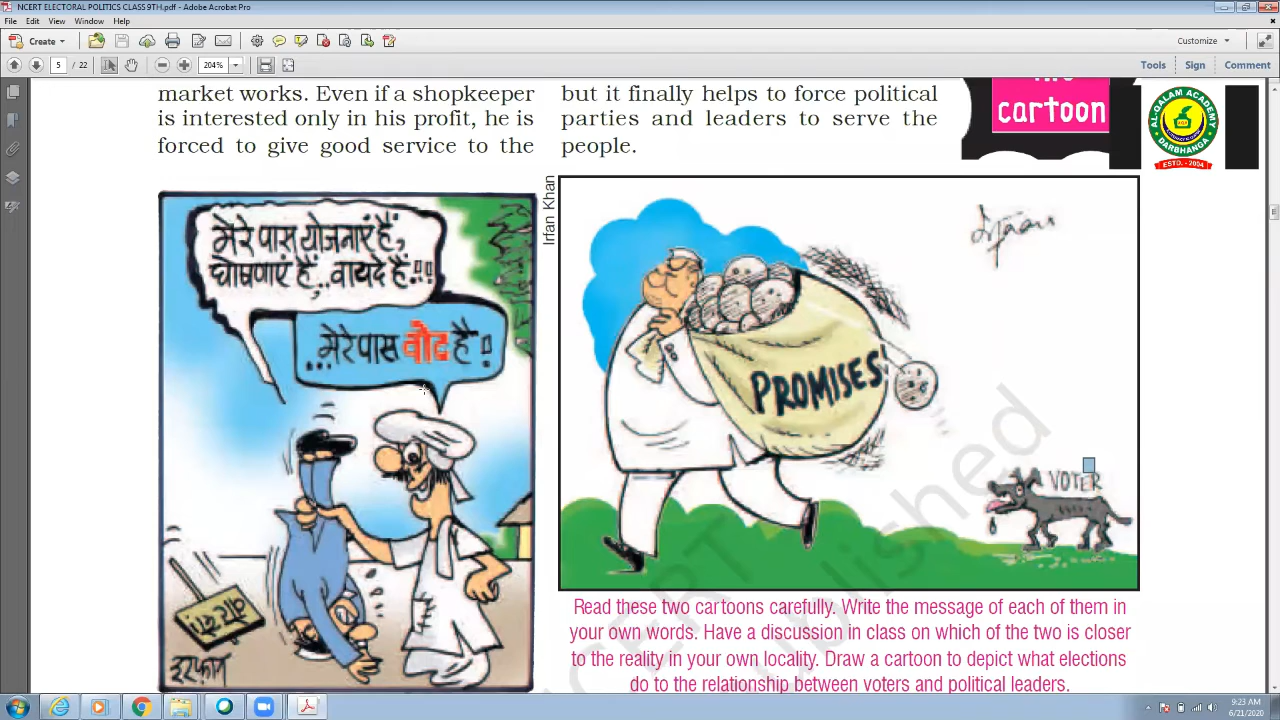 NCERT ELECTORAL POLITICS CLASS 9TH.pdf - Adobe Acrobat Pro
File Edit View Window Help
Create
Customize
5 / 22
204%
Tools Sign Comment
market works. Even if a shopkeeper
is interested only in his profit, he is
forced to give good service to the
but it finally helps to force political
parties and leaders to serve the
people.
cartoon
AL-QALAM ACADEMY
DARBHANGA
ESTD. - 2004
Irfan Khan
मेरे पास योजनाएं हैं,
घोषणाएं हैं.. वायदे हैं..!!!
...मेरे पास वोट है!
इरफान
PROMISES!
VOTER
Read these two cartoons carefully. Write the message of each of them in
your own words. Have a discussion in class on which of the two is closer
to the reality in your own locality. Draw a cartoon to depict what elections
do to the relationship between voters and political leaders.
9:23 AM
6/21/2020